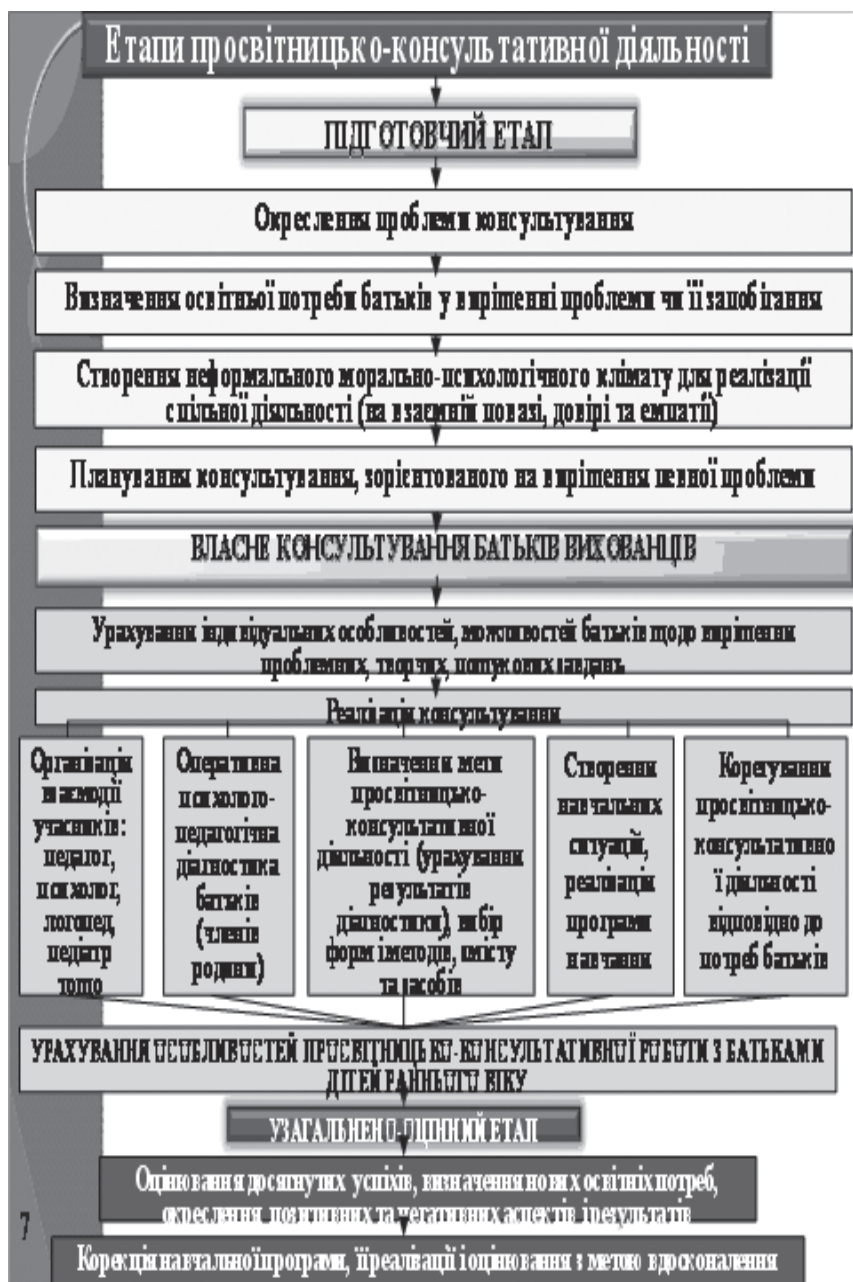 Етапи просвітницько-консультативної діяльності
ПІДГОТОВЧИЙ ЕТАП
Окреслення проблеми консультування
Визначення освітньої потреби батьків у вирішенні проблеми чи її запобігання
Створення неформального морально-психологічного клімату для реалізації
спільної діяльності (на взаємній повазі, довірі та емпатії)
Планування консультування, зорієнтованого на вирішення певної проблеми
ВЛАСНЕ КОНСУЛЬТУВАННЯ БАТЬКІВ ВИХОВАНЦІВ
Урахування індивідуальних особливостей, можливостей батьків щодо вирішення
проблемних, творчих, пошукових завдань
Реалізація консультування
Організація
взаємодії
учасників:
педагог,
психолог,
логопед,
педіатр
тощо
Оперативна
психолого-
педагогічна
діагностика
батьків
(членів
родини)
Визначення мети
просвітницько-
консультативної
діяльності (урахування
результатів
діагностики), вибір
форм і методів, змісту
та засобів
Створення
навчальних
ситуацій,
реалізація
програми
навчання
Корегування
просвітницько-
консультативно
ї діяльності
відповідно до
потреб батьків
УРАХУВАННЯ ОСОБЛИВОСТЕЙ ПРОСВІТНИЦЬКО-КОНСУЛЬТАТИВНОЇ РОБОТИ З БАТЬКАМИ
ДІТЕЙ РАННЬОГО ВІКУ
УЗАГАЛЬНЕНО-ОЦІННИЙ ЕТАП
Оцінювання досягнутих успіхів, визначення нових освітніх потреб,
окреслення позитивних та негативних аспектів і результатів
7
Корекція навчальної програми, її реалізації і оцінювання з метою вдосконалення